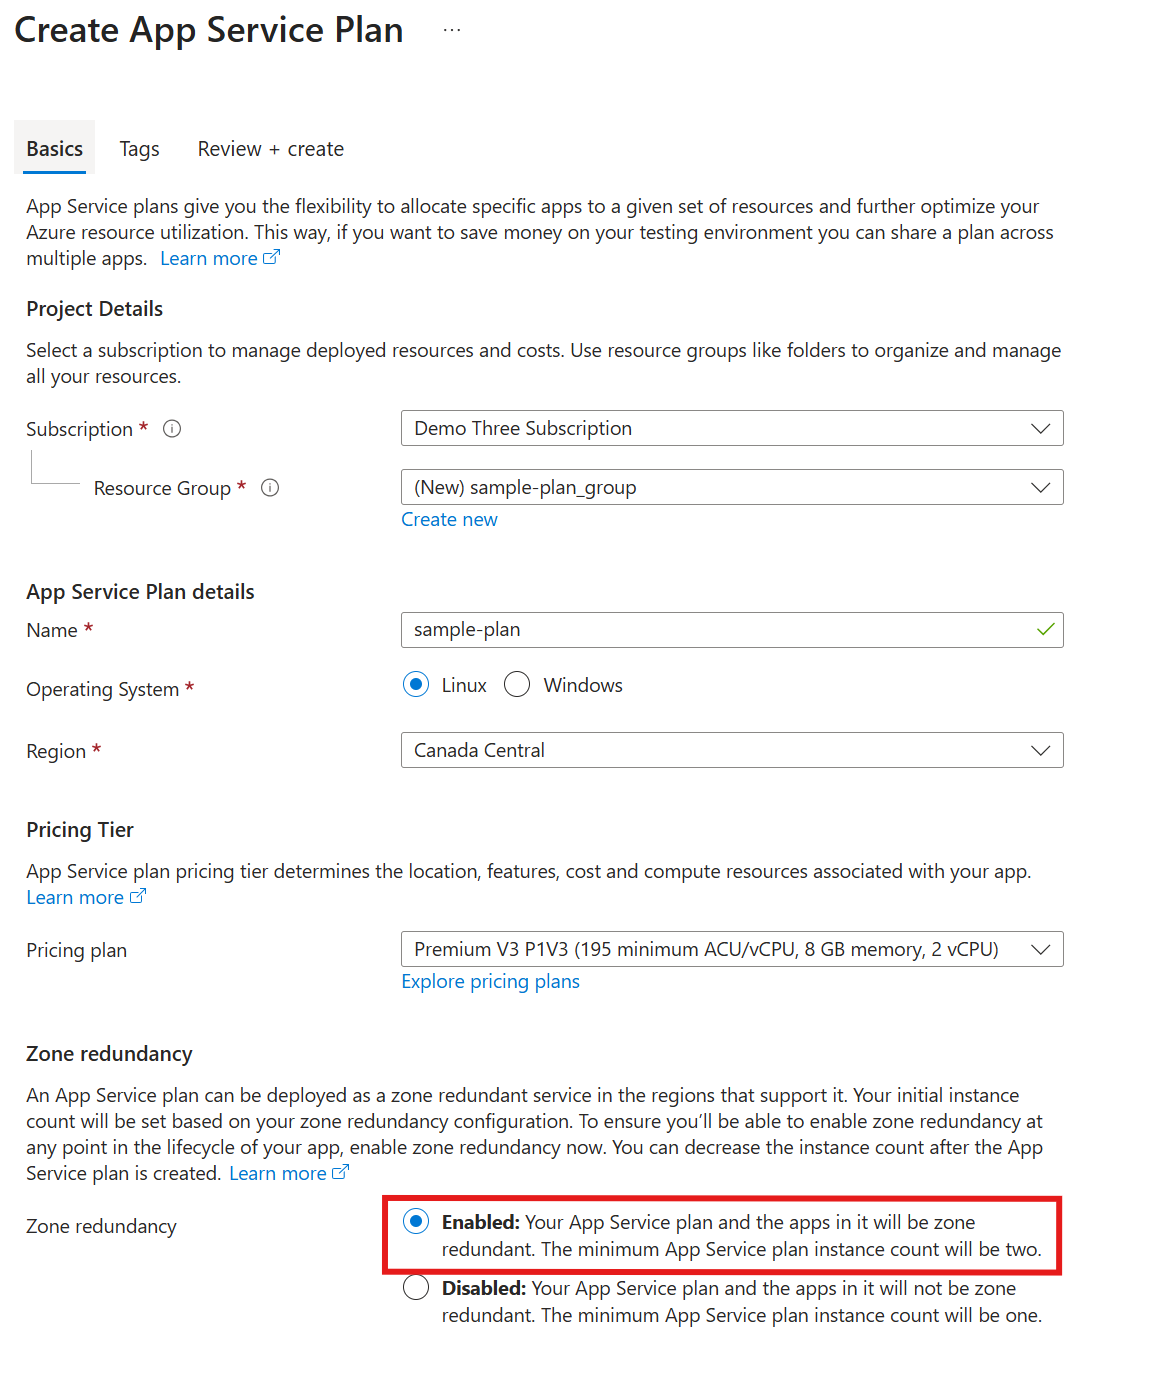 Create App Service Plan ...
Basics Tags Review + create
App Service plans give you the flexibility to allocate specific apps to a given set of resources and further optimize your
Azure resource utilization. This way, if you want to save money on your testing environment you can share a plan across
multiple apps. Learn more
Project Details
Select a subscription to manage deployed resources and costs. Use resource groups like folders to organize and manage
all your resources.
Subscription * Demo Three Subscription
Resource Group * (New) sample-plan_group
Create new
App Service Plan details
Name * sample-plan
Operating System * Linux Windows
Region * Canada Central
Pricing Tier
App Service plan pricing tier determines the location, features, cost and compute resources associated with your app.
Learn more
Pricing plan Premium V3 P1V3 (195 minimum ACU/vCPU, 8 GB memory, 2 vCPU)
Explore pricing plans
Zone redundancy
An App Service plan can be deployed as a zone redundant service in the regions that support it. Your initial instance
count will be set based on your zone redundancy configuration. To ensure you’ll be able to enable zone redundancy at
any point in the lifecycle of your app, enable zone redundancy now. You can decrease the instance count after the App
Service plan is created. Learn more
Zone redundancy Enabled: Your App Service plan and the apps in it will be zone
redundant. The minimum App Service plan instance count will be two.
Disabled: Your App Service plan and the apps in it will not be zone
redundant. The minimum App Service plan instance count will be one.